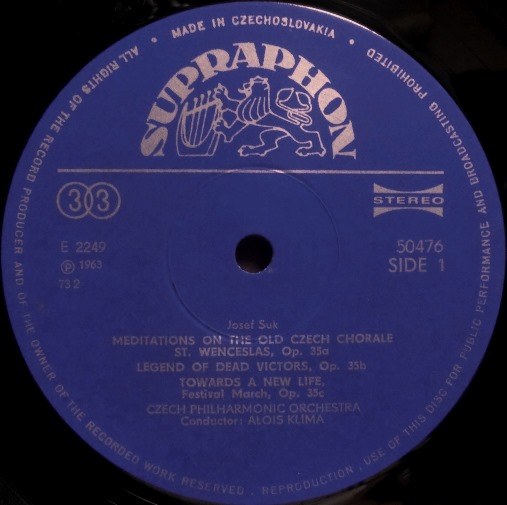 MADE IN CZECHOSLOVAKIA
ALL RIGHTS OF THE RECORD PRODUCER AND OF THE OWNER OF THE RECORDED WORK RESERVED . REPRODUCTION . USE OF THIS DISC FOR PUBLIC PERFORMANCE AND BROADCASTING PROHIBITED
SUPRAPHON
33
STEREO
E 2249
50476
℗ 1963
SIDE 1
73 2
Josef Suk
MEDITATIONS ON THE OLD CZECH CHORALE
ST. WENCESLAS, Op. 35a
LEGEND OF DEAD VICTORS, Op. 35b
TOWARDS A NEW LIFE,
Festival March, Op. 35c
CZECH PHILHARMONIC ORCHESTRA
Conductor: ALOIS KLIMA